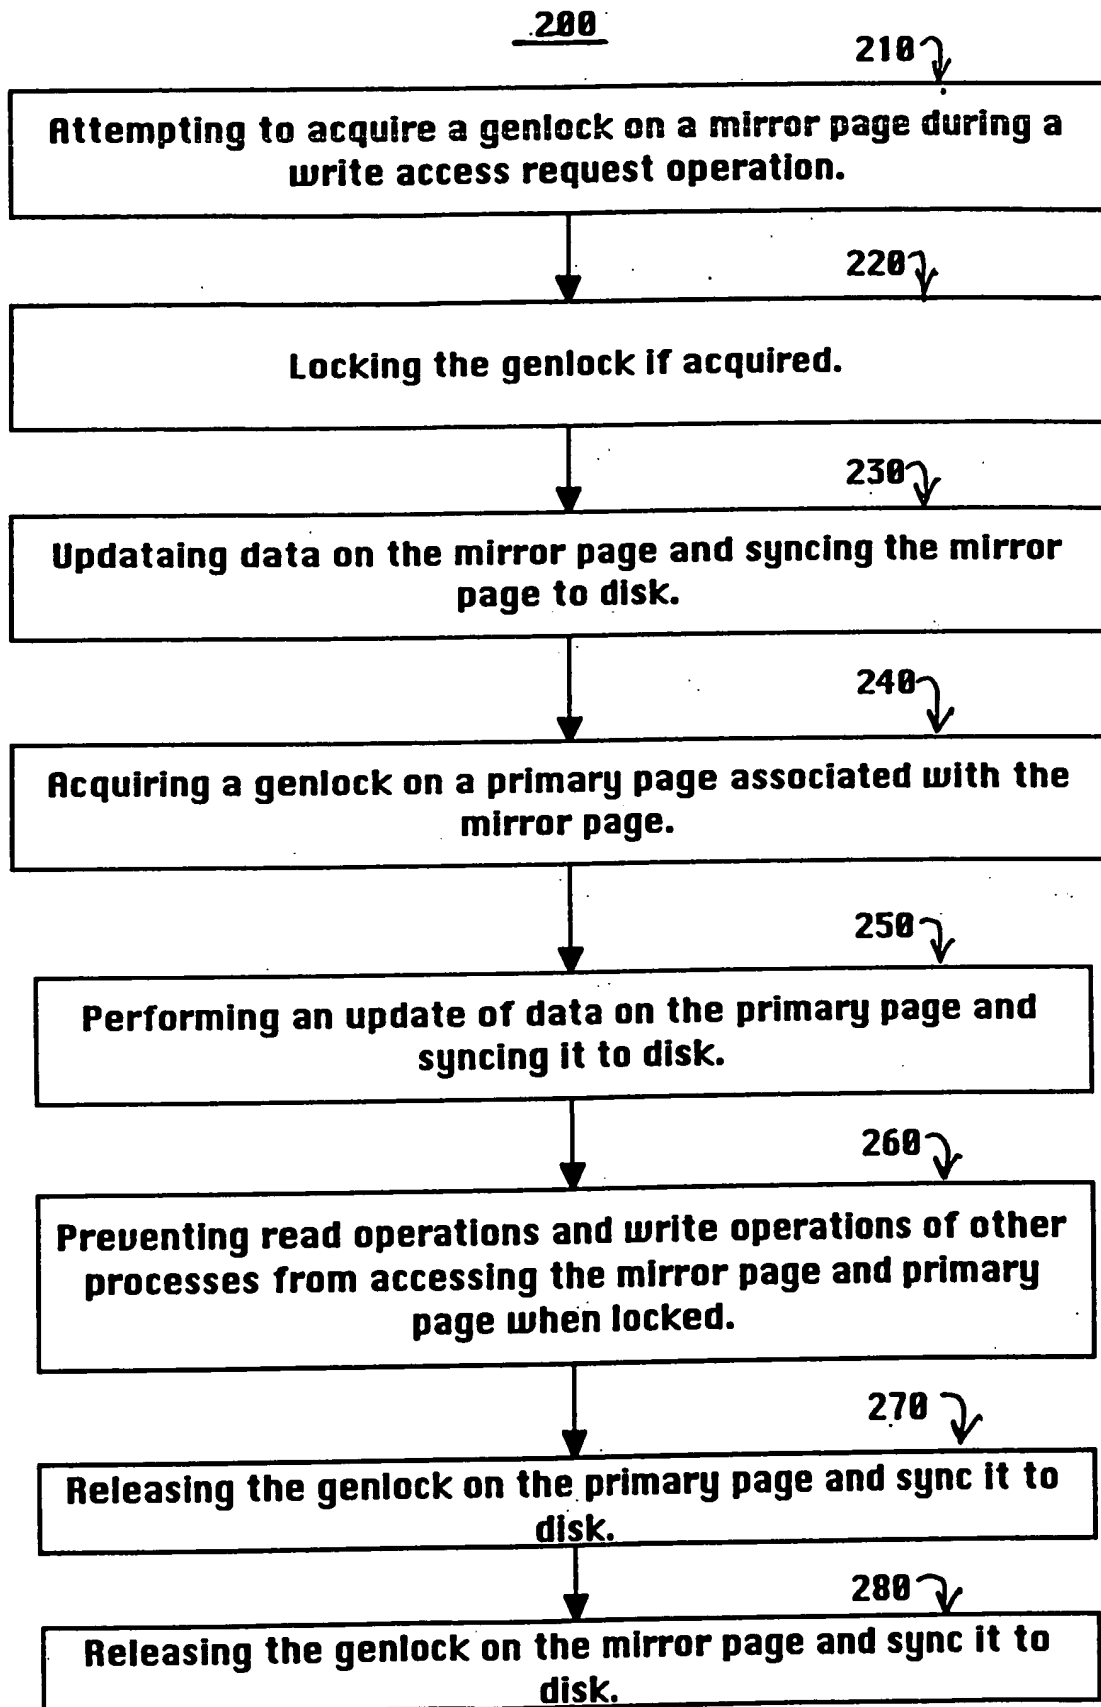 200
210
Attempting to acquire a genlock on a mirror page during a
write access request operation.
220
Locking the genlock if acquired.
230
Updataing data on the mirror page and syncing the mirror
page to disk.
240
Acquiring a genlock on a primary page associated with the
mirror page.
250
Performing an update of data on the primary page and
syncing it to disk.
260
Preventing read operations and write operations of other
processes from accessing the mirror page and primary
page when locked.
270
Releasing the genlock on the primary page and sync it to
disk.
280
Releasing the genlock on the mirror page and sync it to
disk.